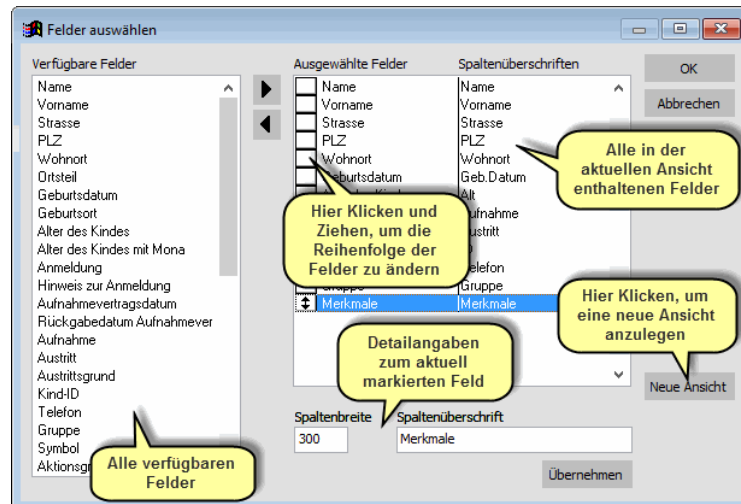 Felder auswählen
Verfügbare Felder
Name
Vorname
Strasse
PLZ
Wohnort
Ortsteil
Geburtsdatum
Geburtsort
Alter des Kindes
Alter des Kindes mit Mona
Anmeldung
Hinweis zur Anmeldung
Aufnahmevertragsdatum
Rückgabedatum Aufnahmever
Aufnahme
Austritt
Austrittsgrund
Kind-ID
Telefon
Gruppe
Symbol
Alle verfügbaren
Felder
Ausgewählte Felder Spaltenüberschriften
Name Name
Vorname Vorname
Strasse Strasse
PLZ PLZ
Wohnort Wohnort
Geb.Datum
Alt
Telefon
Gruppe
Merkmale Merkmale
Hier Klicken und
Ziehen, um die
Reihenfolge der
Felder zu ändern
Detailangaben
zum aktuell
markierten Feld
Spaltenbreite Spaltenüberschrift
300 Merkmale
Übernehmen
OK
Abbrechen
Alle in der
aktuellen Ansicht
enthaltenen Felder
Hier Klicken, um
eine neue Ansicht
anzulegen
Neue Ansicht